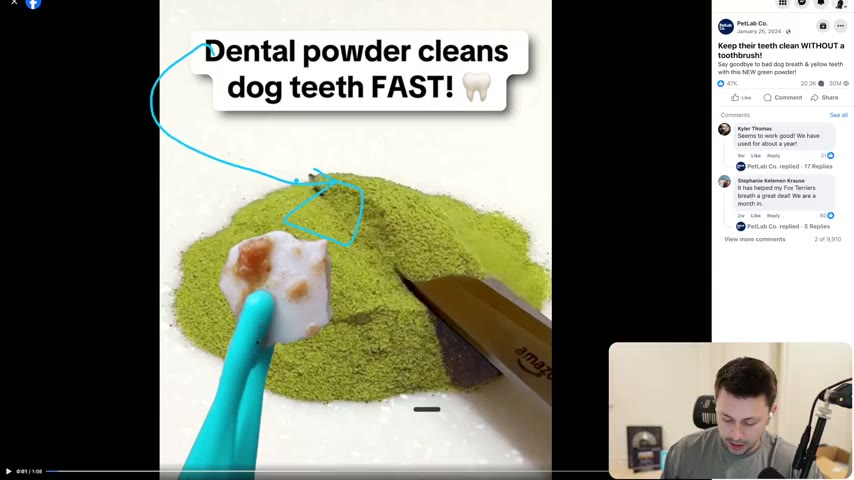 Dental powder cleans
dog teeth FAST! 🦷
amazo
0:01 / 1:08
PetLab Co.
January 25, 2024
Keep their teeth clean WITHOUT a
toothbrush!
Say goodbye to bad dog breath & yellow teeth
with this NEW green powder!
47K
20.3K
30M
Like
Comment
Share
Comments
See all
Kyler Thomas
Seems to work good! We have
used for about a year!
9w Like Reply
21
PetLab Co. replied · 17 Replies
Stephanie Kelemen Krause
It has helped my Fox Terriers
breath a great deal! We are a
month in.
2w Like Reply
80
PetLab Co. replied · 5 Replies
View more comments
2 of 9,910